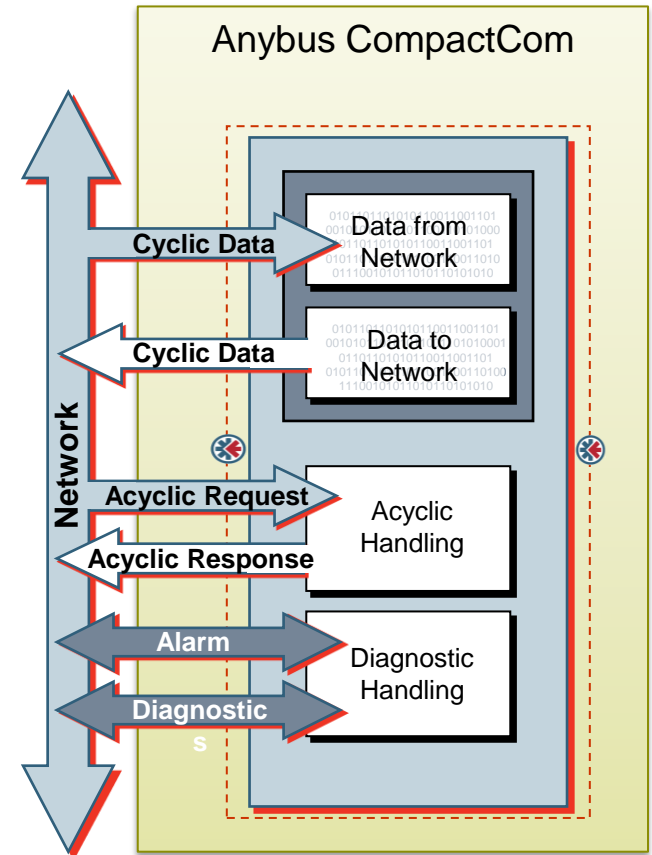 Anybus CompactCom
Cyclic Data
Data from
Network
Cyclic Data
Data to
Network
Network
Acyclic Request
Acyclic Response
Acyclic
Handling
Alarm
Diagnostic
s
Diagnostic
Handling